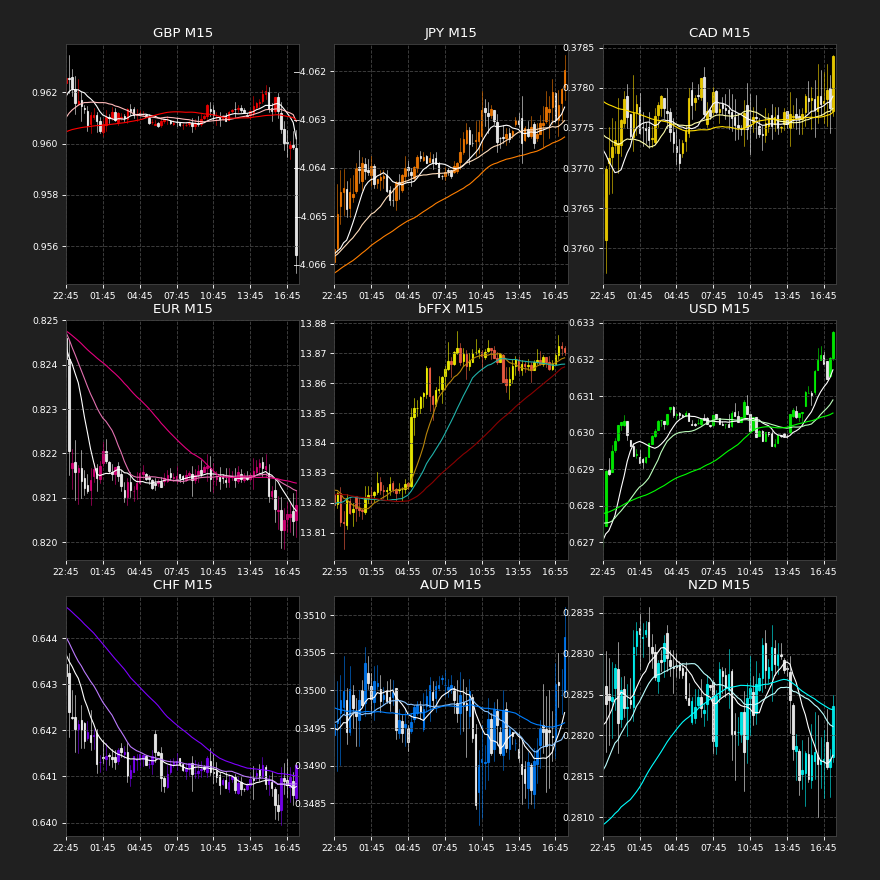 GBP M15
0.962
0.960
0.958
0.956
22:45 01:45 04:45 07:45 10:45 13:45 16:45
JPY M15
−4.062
−4.063
−4.064
−4.065
−4.066
22:45 01:45 04:45 07:45 10:45 13:45 16:45
CAD M15
0.3785
0.3780
0.3775
0.3770
0.3765
0.3760
22:45 01:45 04:45 07:45 10:45 13:45 16:45
EUR M15
0.825
0.824
0.823
0.822
0.821
0.820
22:45 01:45 04:45 07:45 10:45 13:45 16:45
bFFX M15
13.88
13.87
13.86
13.85
13.84
13.83
13.82
13.81
22:55 01:55 04:55 07:55 10:55 13:55 16:55
USD M15
0.633
0.632
0.631
0.630
0.629
0.628
0.627
22:45 01:45 04:45 07:45 10:45 13:45 16:45
CHF M15
0.644
0.643
0.642
0.641
0.640
22:45 01:45 04:45 07:45 10:45 13:45 16:45
AUD M15
0.3510
0.3505
0.3500
0.3495
0.3490
0.3485
22:45 01:45 04:45 07:45 10:45 13:45 16:45
NZD M15
0.2835
0.2830
0.2825
0.2820
0.2815
0.2810
22:45 01:45 04:45 07:45 10:45 13:45 16:45